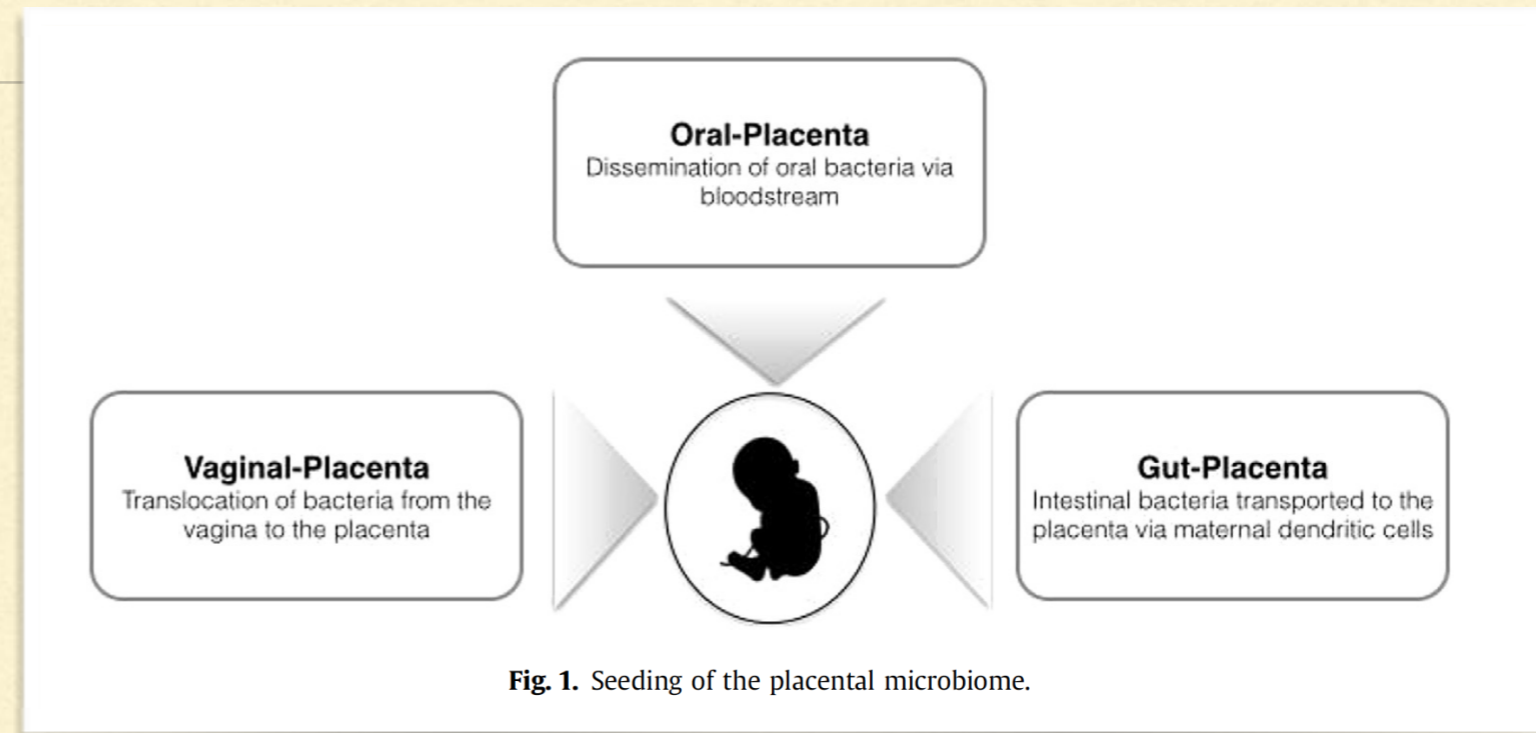 Oral-Placenta
Dissemination of oral bacteria via
bloodstream
Vaginal-Placenta
Translocation of bacteria from the
vagina to the placenta
Gut-Placenta
Intestinal bacteria transported to the
placenta via maternal dendritic cells
Fig. 1. Seeding of the placental microbiome.